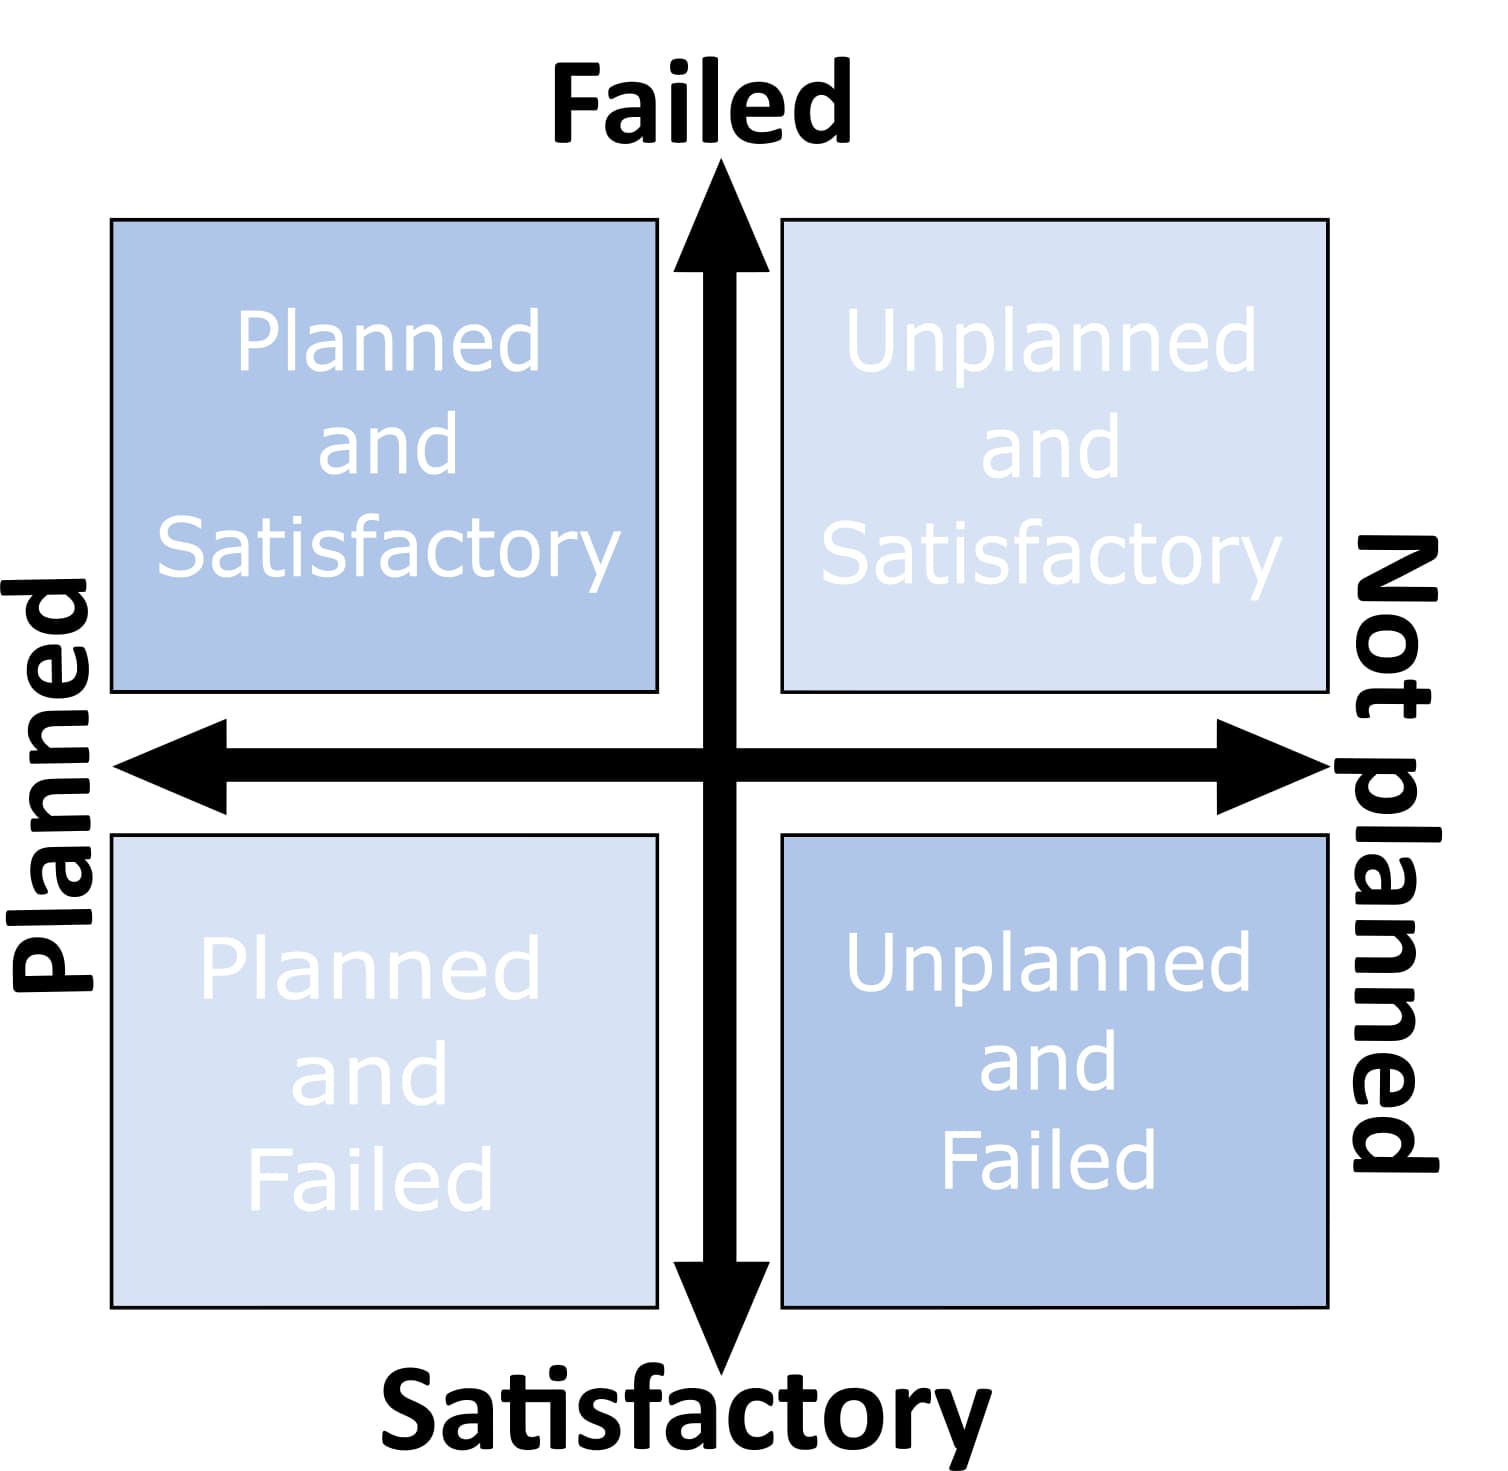 Failed
Planned
and
Satisfactory
Unplanned
and
Satisfactory
Planned
Not planned
Planned
and
Failed
Unplanned
and
Failed
Satisfactory